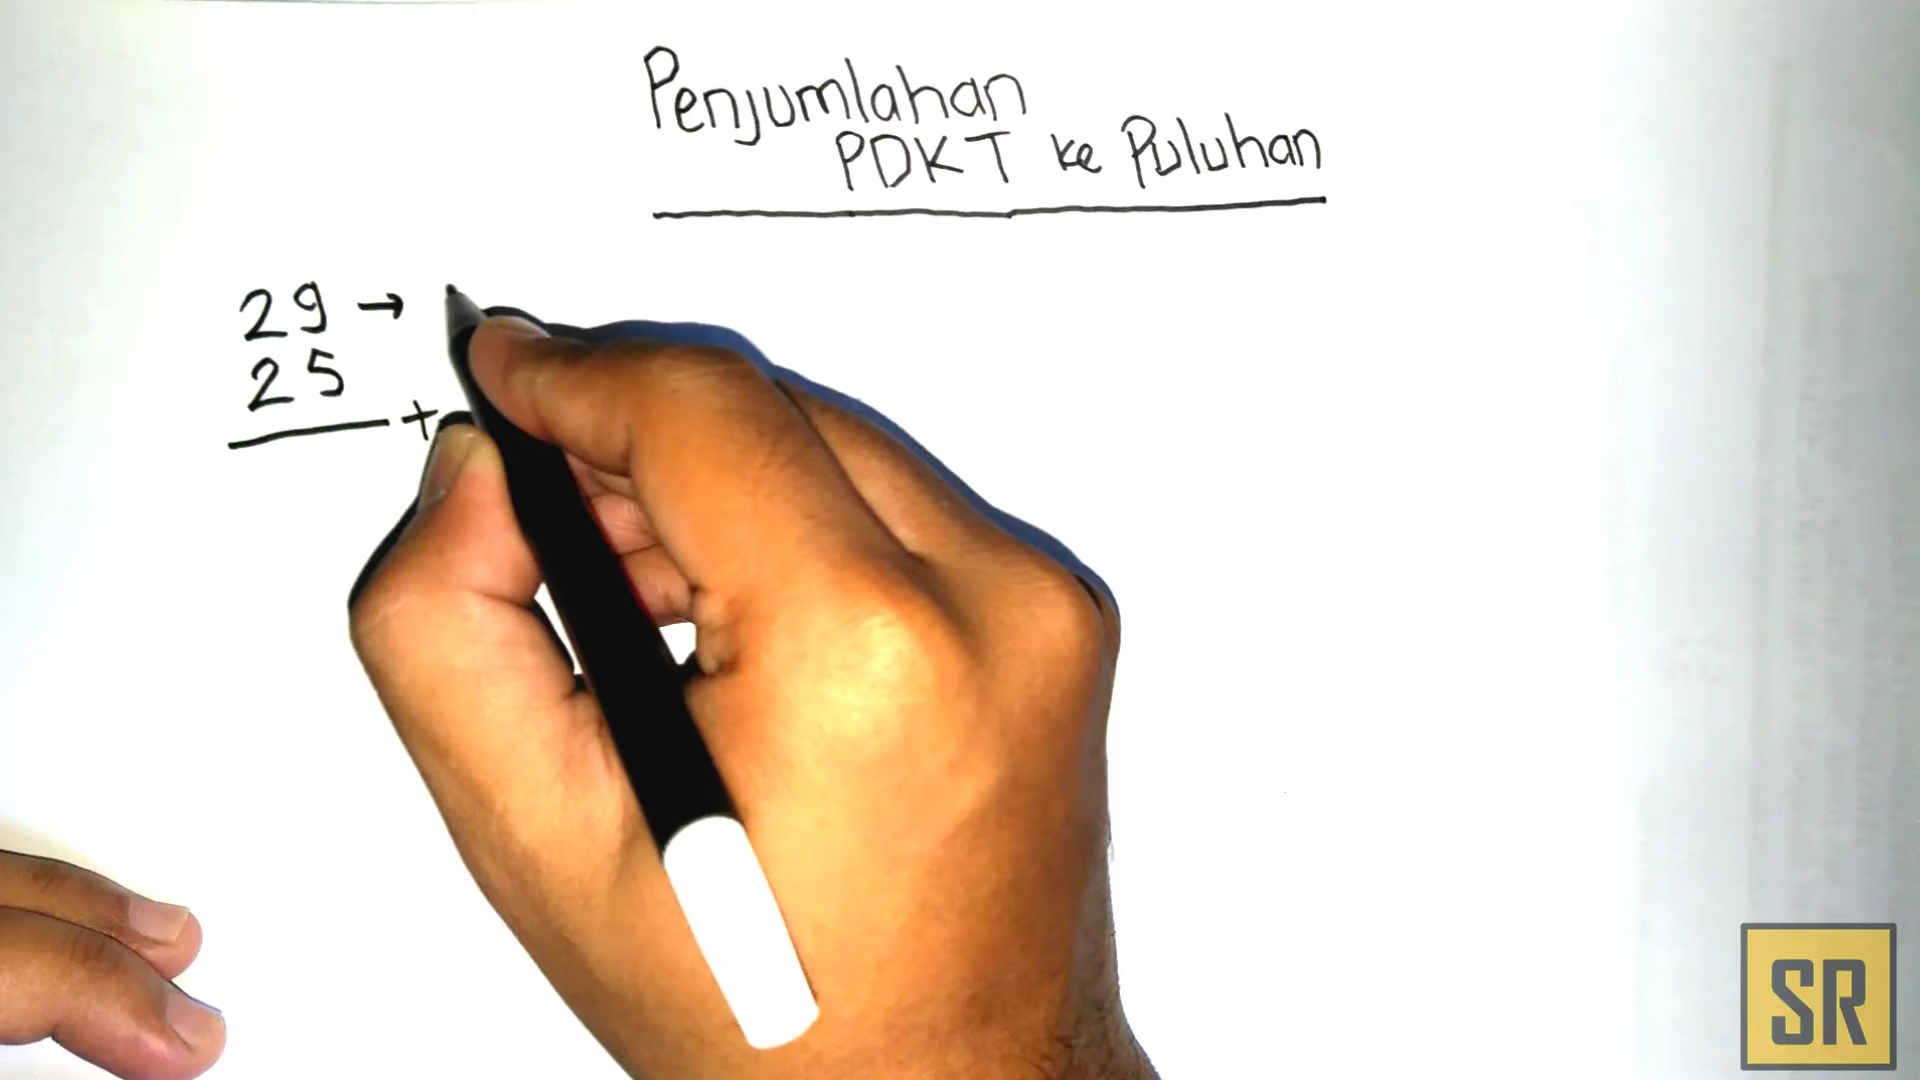 Penjumlahan
PDKT ke Puluhan
29 →
25
+
SR